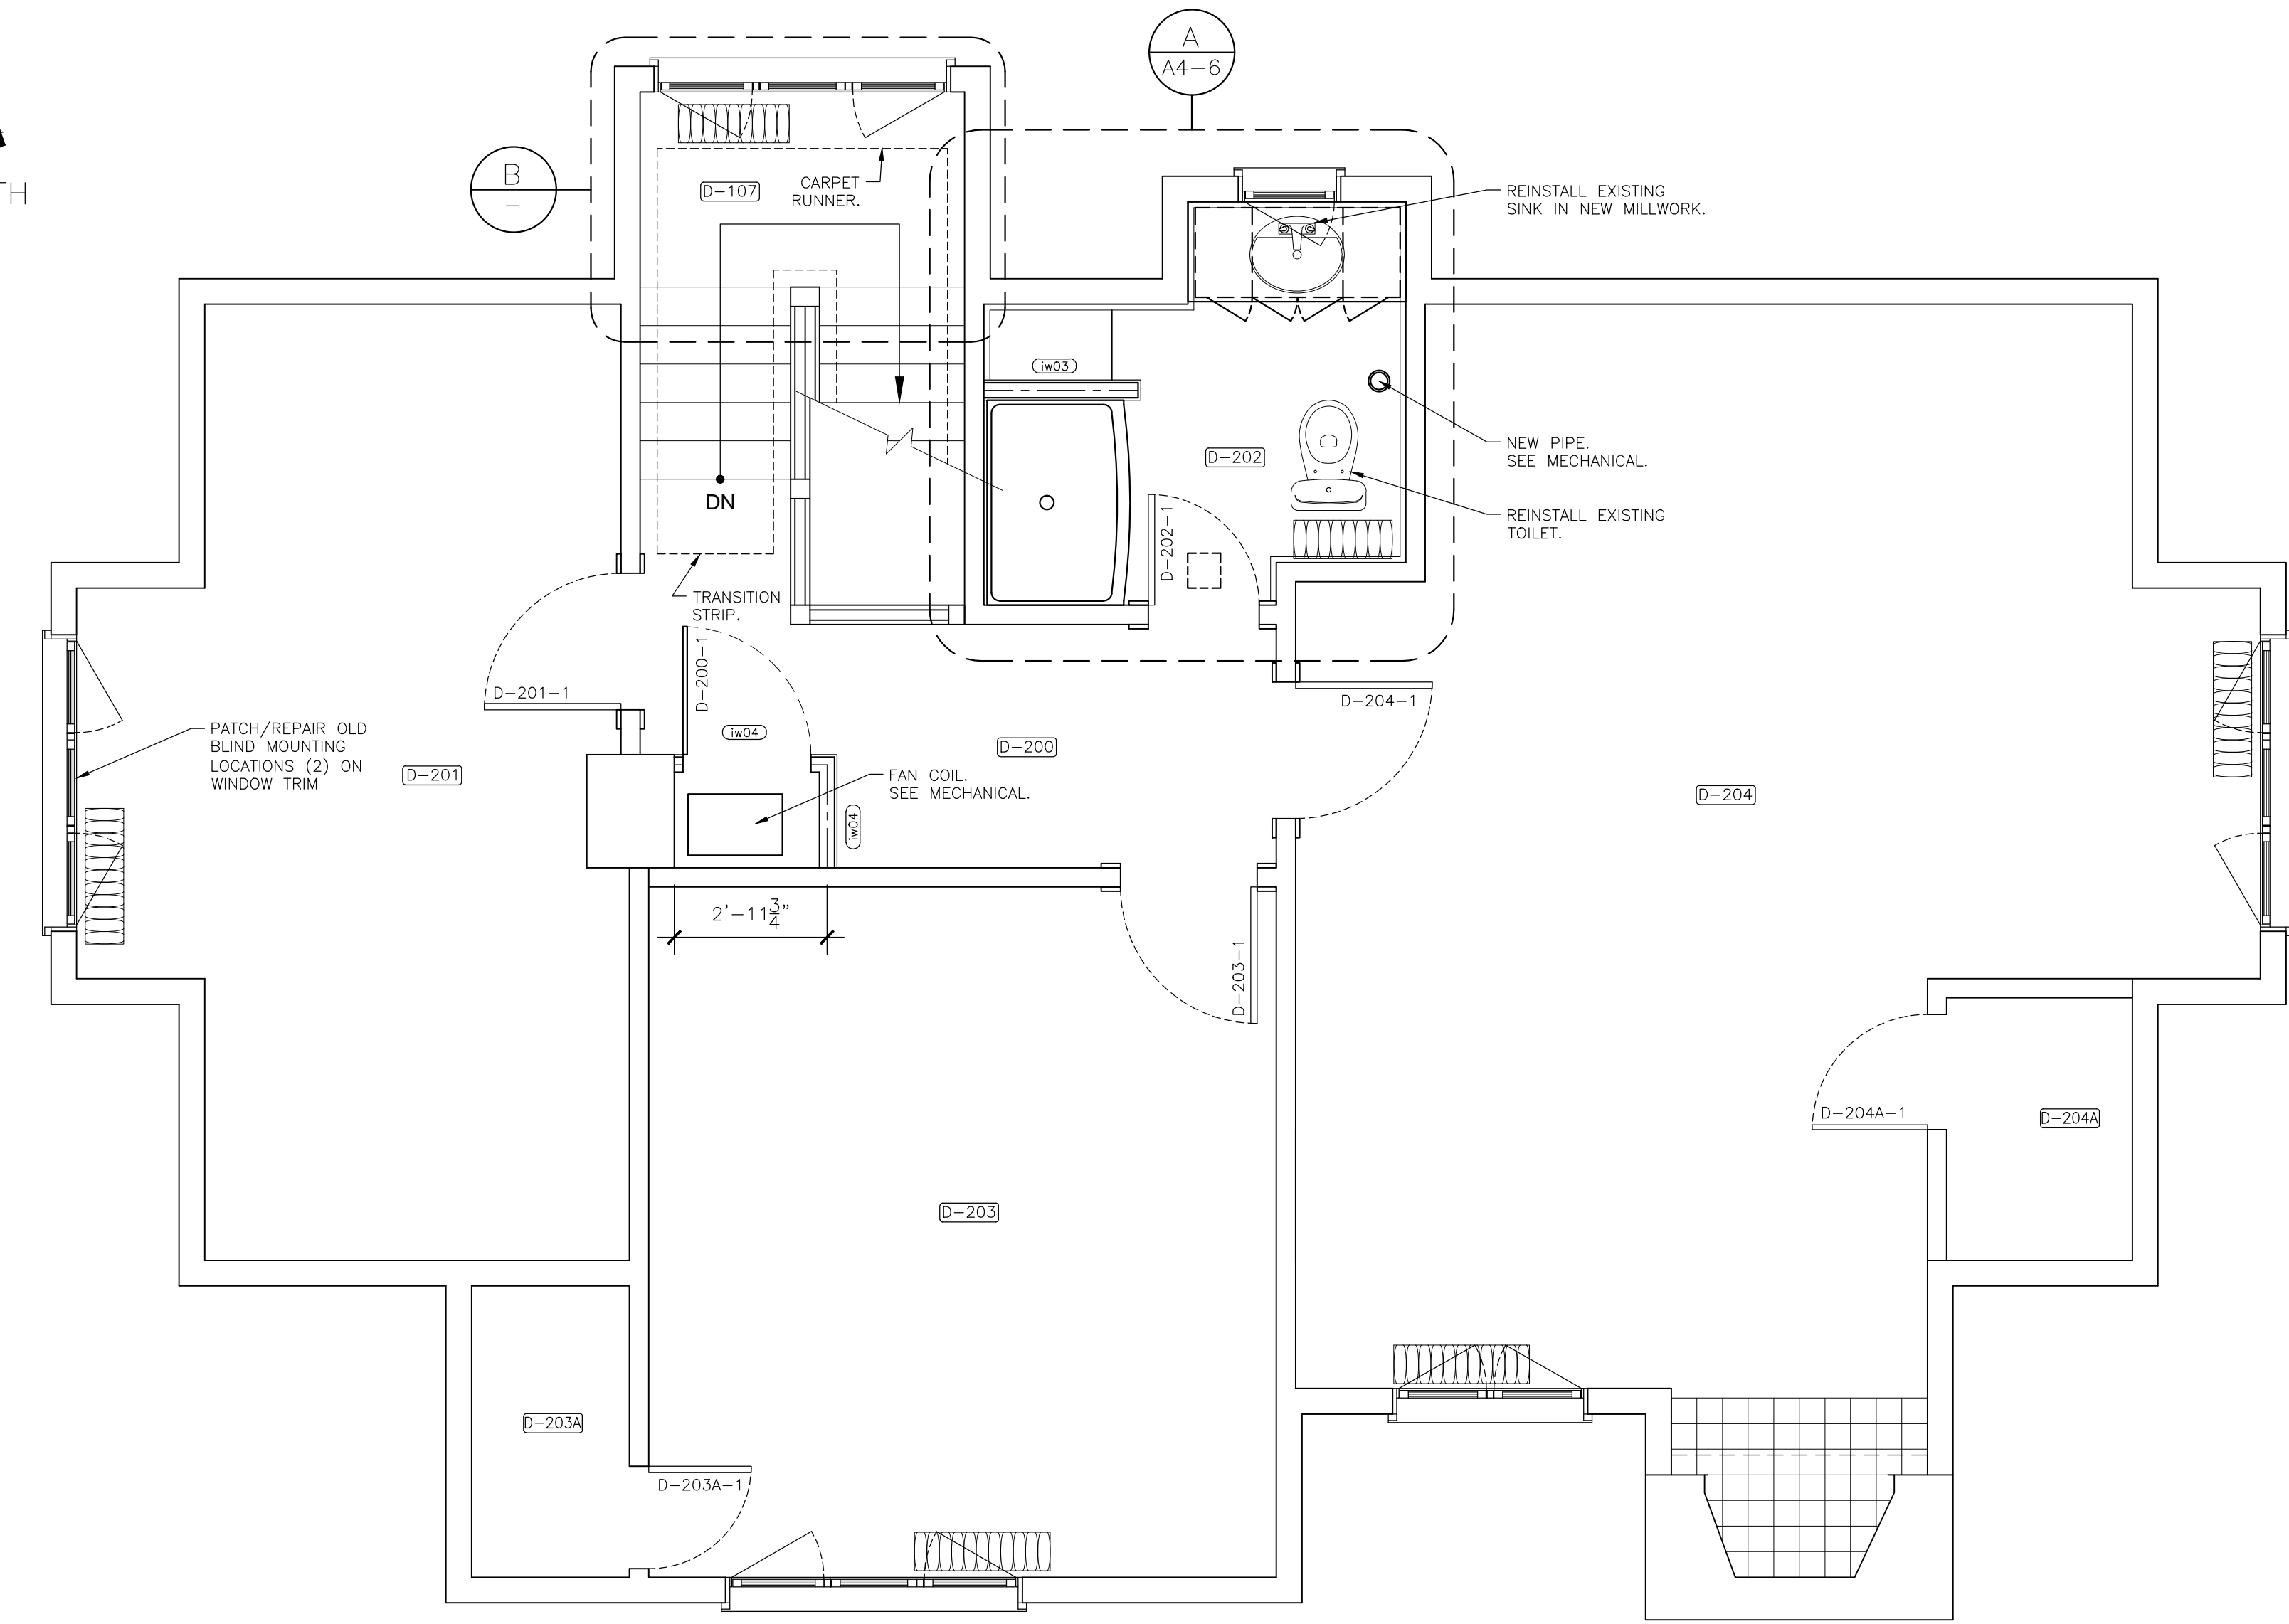 A
A4-6
B
-
TH
D-107
CARPET
RUNNER.
REINSTALL EXISTING
SINK IN NEW MILLWORK.
iw03
D-202
NEW PIPE.
SEE MECHANICAL.
DN
REINSTALL EXISTING
TOILET.
D-202-1
TRANSITION
STRIP.
D-200-1
D-201-1
D-204-1
PATCH/REPAIR OLD
BLIND MOUNTING
LOCATIONS (2) ON
WINDOW TRIM
D-201
iw04
D-200
FAN COIL.
SEE MECHANICAL.
iw04
D-204
2'-11 3/4"
D-203-1
D-204A-1
D-204A
D-203
D-203A
D-203A-1